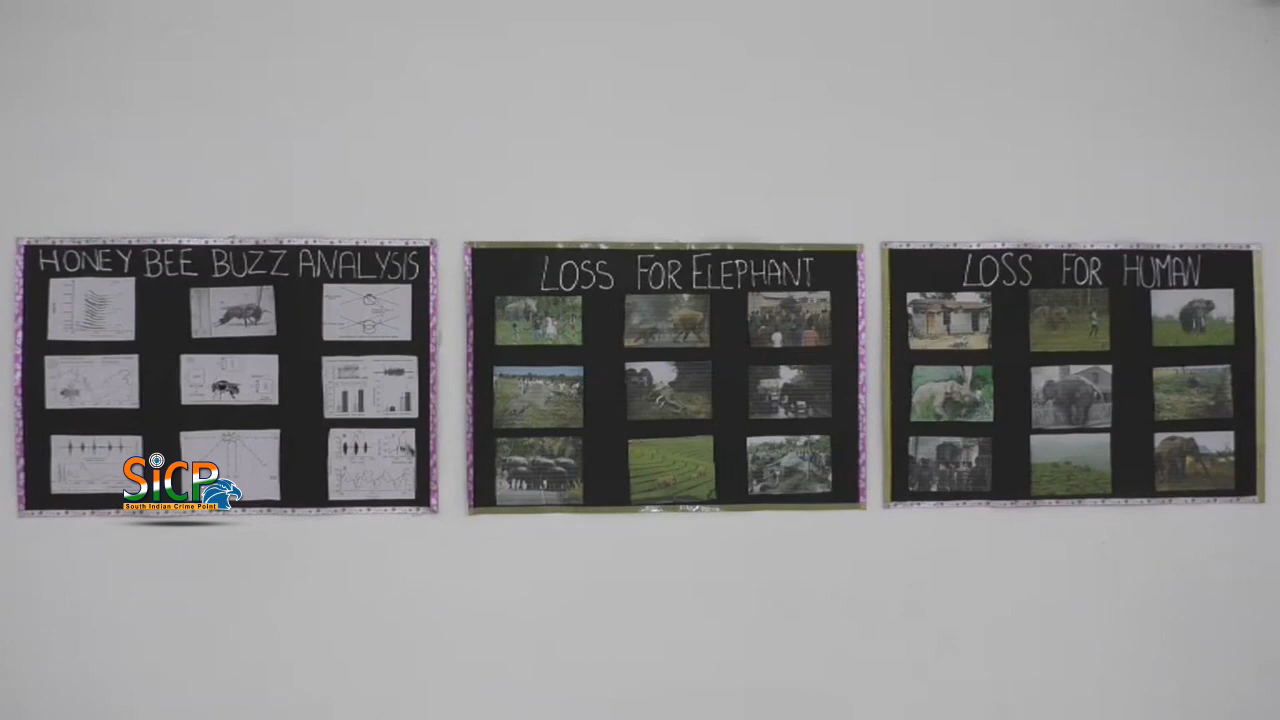 HONEY BEE BUZZ ANALYSIS
LOSS FOR ELEPHANT
LOSS FOR HUMAN
SiCP
South Indian Crime Point